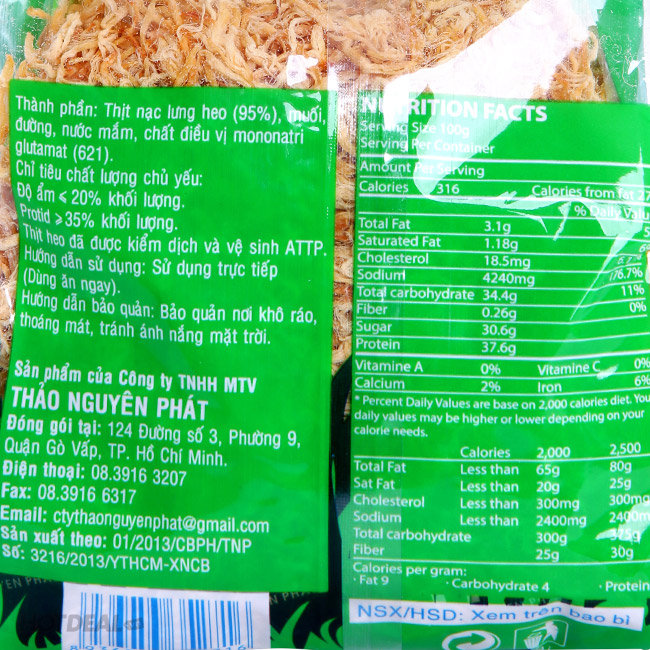 Thành phần: Thịt nạc lưng heo (95%), muối,
đường, nước mắm, chất điều vị mononatri
glutamat (621).
Chỉ tiêu chất lượng chủ yếu:
Độ ẩm ≤ 20% khối lượng.
Protid ≥ 35% khối lượng.
Thịt heo đã được kiểm dịch và vệ sinh ATTP.
Hướng dẫn sử dụng: Sử dụng trực tiếp
(Dùng ăn ngay).
Hướng dẫn bảo quản: Bảo quản nơi khô ráo,
thoáng mát, tránh ánh nắng mặt trời.
Sản phẩm của Công ty TNHH MTV
THẢO NGUYÊN PHÁT
Đóng gói tại: 124 Đường số 3, Phường 9,
Quận Gò Vấp, TP. Hồ Chí Minh.
Điện thoại: 08.3916 3207
Fax: 08.3916 6317
Email: ctythaonguyenphat@gmail.com
Sản xuất theo: 01/2013/CBPH/TNP
Số: 3216/2013/YTHCM-XNCB
HOTDEAL
NUTRITION FACTS
Serving Size 100g
Serving Per Container
Amount Per Serving
Calories 316 Calories from fat 27
% Daily Valu
Total Fat 3.1g 5
Saturated Fat 1.18g 6
Cholesterol 18.5mg
Sodium 4240mg 176.7%
Total carbohydrate 34.4g 11%
Fiber 0.26g 0%
Sugar 30.6g
Protein 37.6g
Vitamine A 0% Vitamine C 0%
Calcium 2% Iron 6%
* Percent Daily Values are base on 2,000 calories diet. You
daily values may be higher or lower depending on your
calorie needs.
Calories 2,000 2,500
Total Fat Less than 65g 80g
Sat Fat Less than 20g 25g
Cholesterol Less than 300mg 300mg
Sodium Less than 2400mg 2400m
Total carbohydrate 300g 375g
Fiber 25g 30g
Calories per gram:
· Fat 9 · Carbohydrate 4 · Protein
NSX/HSD: Xem trên bao bì